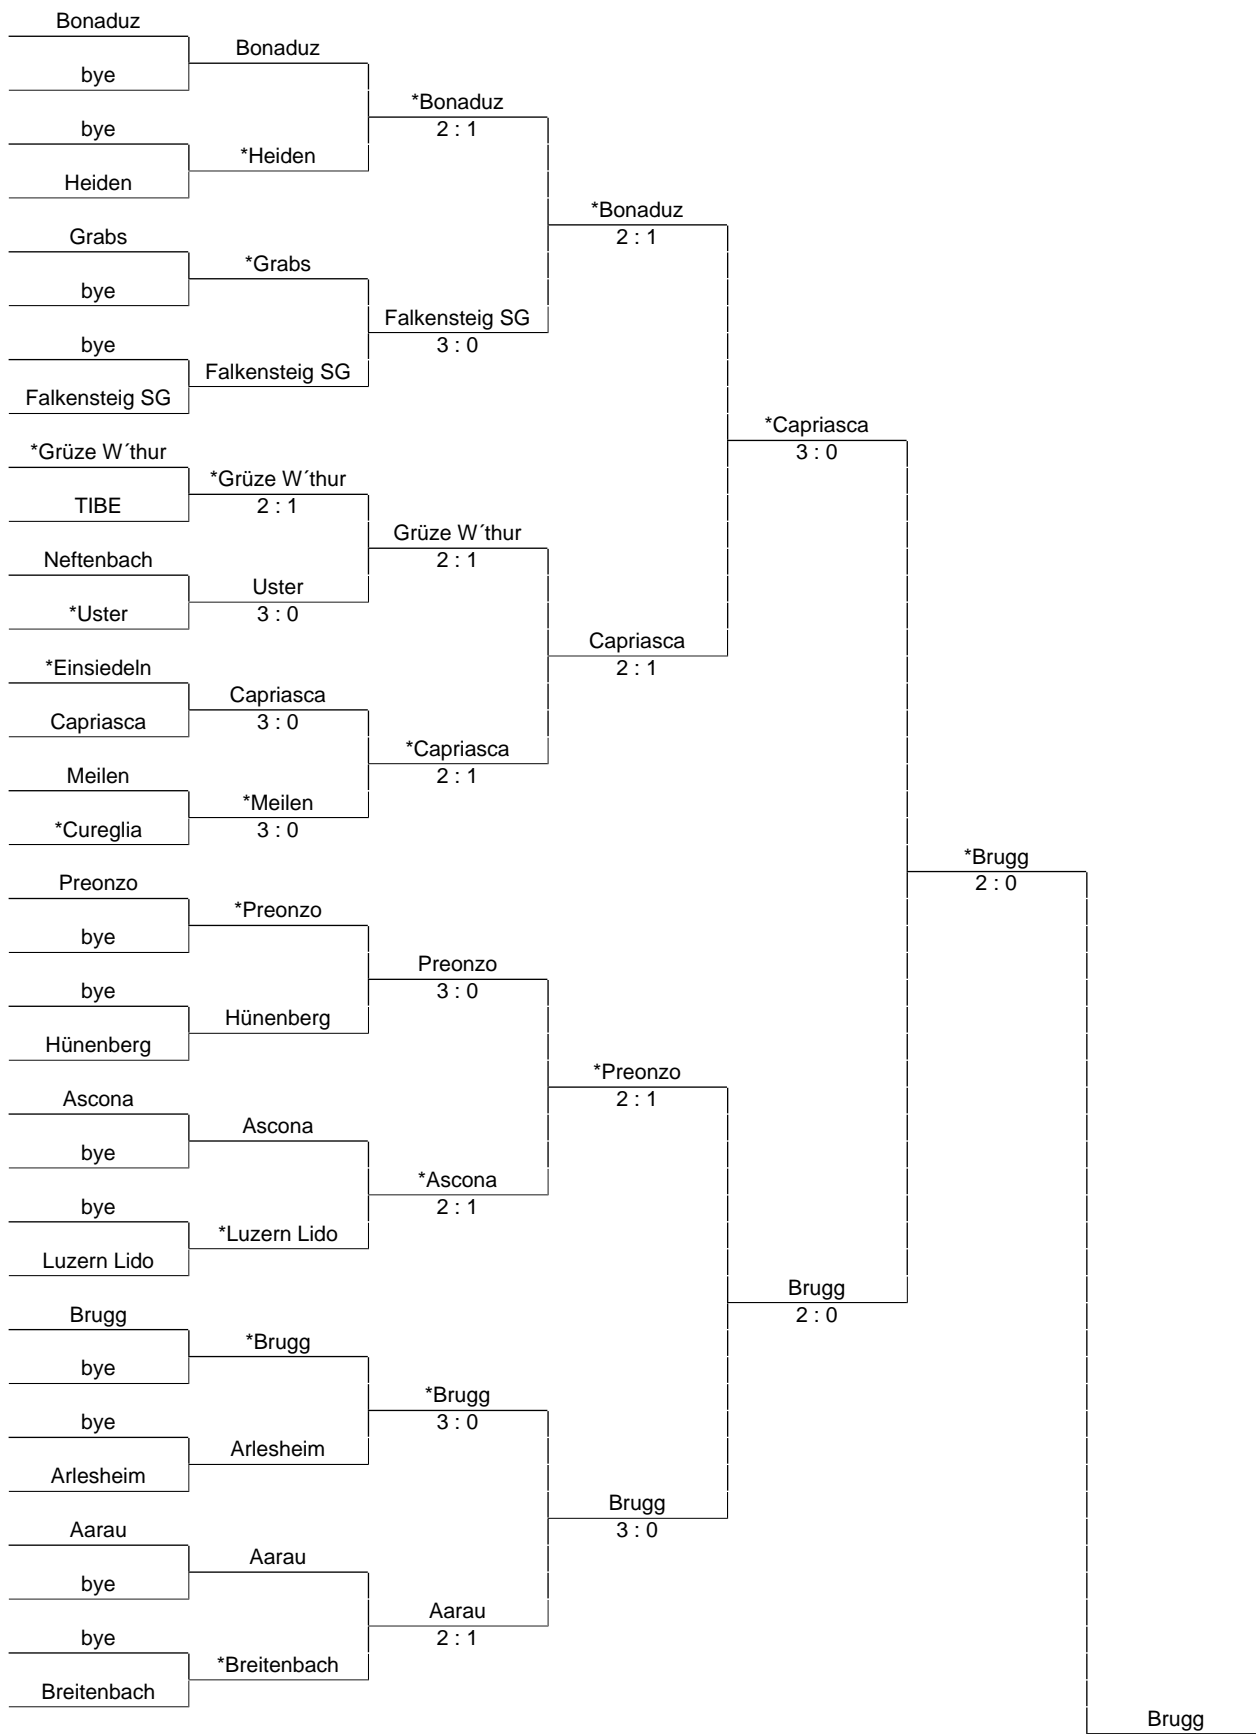 Bonaduz
bye
bye
Heiden
Grabs
bye
bye
Falkensteig SG
*Grüze W´thur
TIBE
Neftenbach
*Uster
*Einsiedeln
Capriasca
Meilen
*Cureglia
Preonzo
bye
bye
Hünenberg
Ascona
bye
bye
Luzern Lido
Brugg
bye
bye
Arlesheim
Aarau
bye
bye
Breitenbach
Bonaduz
*Heiden
*Grabs
Falkensteig SG
*Grüze W´thur
2 : 1
Uster
3 : 0
Capriasca
3 : 0
*Meilen
3 : 0
*Preonzo
Hünenberg
Ascona
*Luzern Lido
*Brugg
Arlesheim
Aarau
*Breitenbach
*Bonaduz
2 : 1
Falkensteig SG
3 : 0
Grüze W´thur
2 : 1
*Capriasca
2 : 1
Preonzo
3 : 0
*Ascona
2 : 1
*Brugg
3 : 0
Aarau
2 : 1
*Bonaduz
2 : 1
Capriasca
2 : 1
*Preonzo
2 : 1
Brugg
3 : 0
*Capriasca
3 : 0
Brugg
2 : 0
*Brugg
2 : 0
Brugg